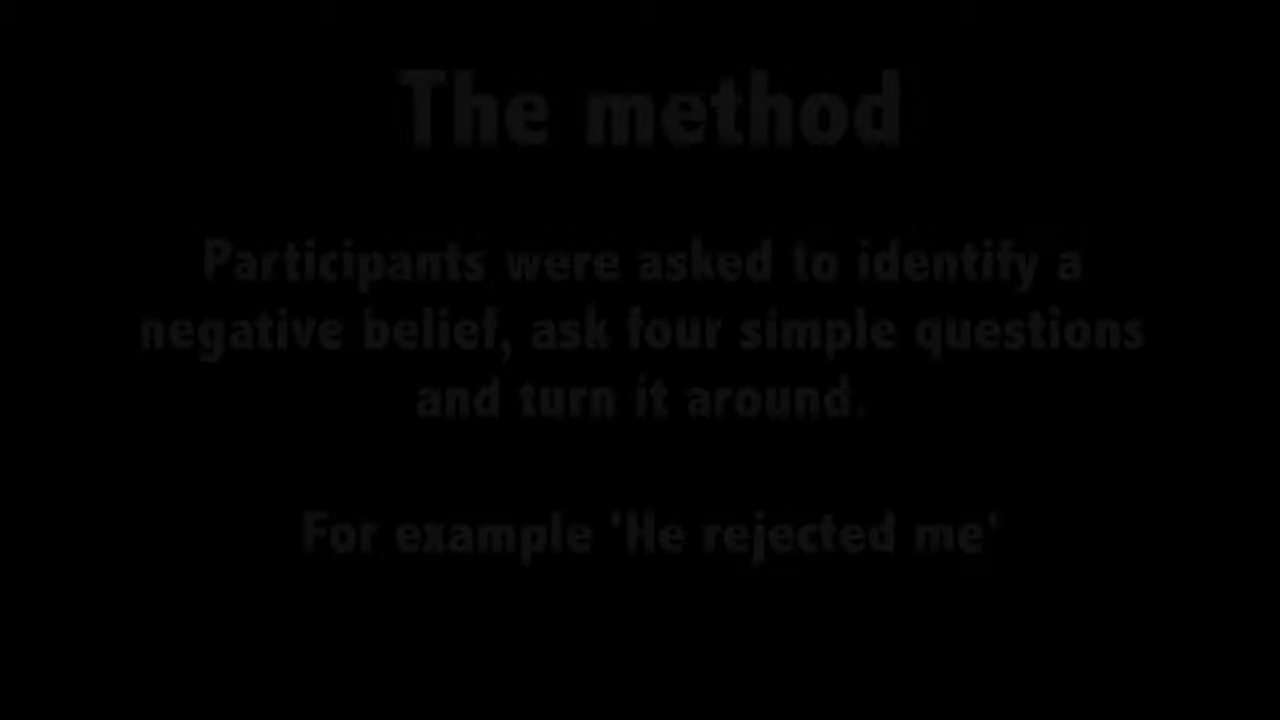 The method
Participants were asked to identify a
negative belief, ask four simple questions
and turn it around.
For example 'He rejected me'